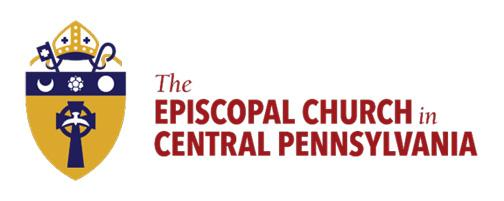 The
EPISCOPAL CHURCH in
CENTRAL PENNSYLVANIA